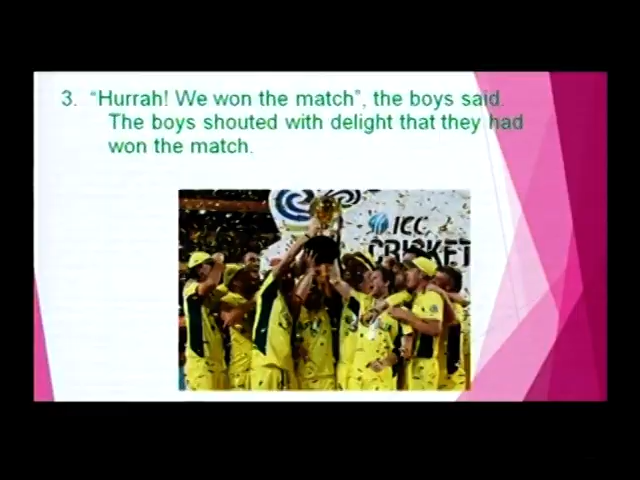 3. “Hurrah! We won the match”, the boys said.
The boys shouted with delight that they had
won the match.
ICC
CRICKET